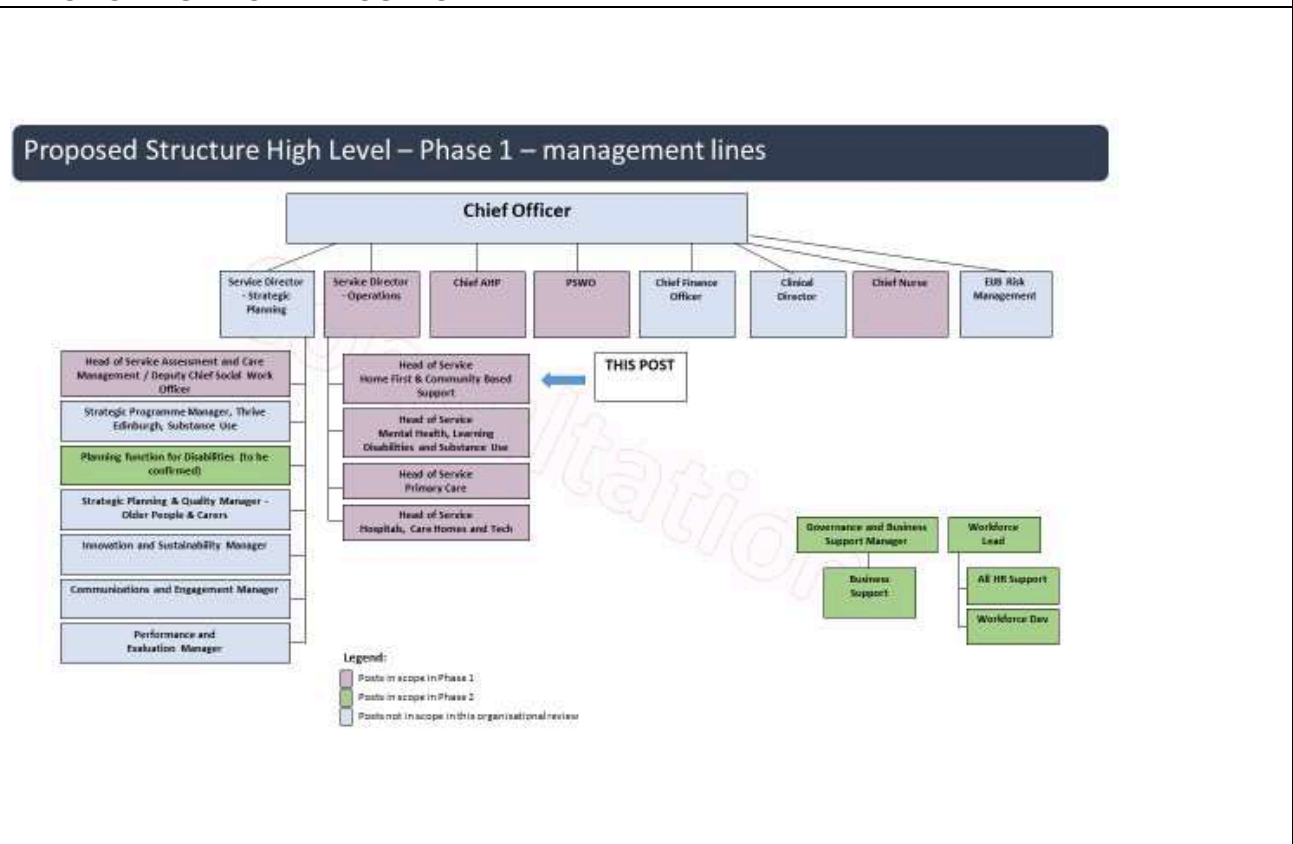 Proposed Structure High Level – Phase 1 – management lines
Chief Officer
Service Director
- Strategic
Planning
Service Director
- Operations
Chief AHP
PSWO
Chief Finance
Officer
Clinical
Director
Chief Nurse
EIJB Risk
Management
Head of Service Assessment and Care
Management / Deputy Chief Social Work
Officer
Strategic Programme Manager, Thrive
Edinburgh, Substance Use
Planning function for Disabilities (to be
confirmed)
Strategic Planning & Quality Manager -
Older People & Carers
Innovation and Sustainability Manager
Communications and Engagement Manager
Performance and
Evaluation Manager
Head of Service
Home First & Community Based
Support
Head of Service
Mental Health, Learning
Disabilities and Substance Use
Head of Service
Primary Care
Head of Service
Hospitals, Care Homes and Tech
THIS POST
Governance and Business
Support Manager
Business
Support
Workforce
Lead
All HR Support
Workforce Dev
Legend:
Posts in scope in Phase 1
Posts in scope in Phase 2
Posts not in scope in this organisational review
Consultation